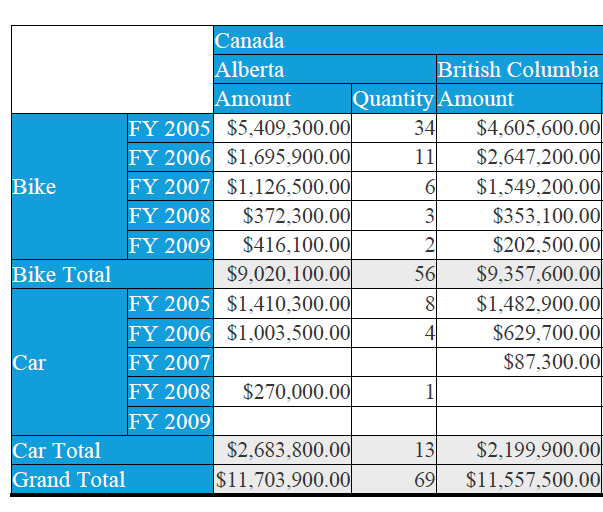 Canada
Alberta British Columbia
Amount Quantity Amount
Bike FY 2005 $5,409,300.00 34 $4,605,600.00
FY 2006 $1,695,900.00 11 $2,647,200.00
FY 2007 $1,126,500.00 6 $1,549,200.00
FY 2008 $372,300.00 3 $353,100.00
FY 2009 $416,100.00 2 $202,500.00
Bike Total $9,020,100.00 56 $9,357,600.00
Car FY 2005 $1,410,300.00 8 $1,482,900.00
FY 2006 $1,003,500.00 4 $629,700.00
FY 2007 $87,300.00
FY 2008 $270,000.00 1
FY 2009
Car Total $2,683,800.00 13 $2,199,900.00
Grand Total $11,703,900.00 69 $11,557,500.00